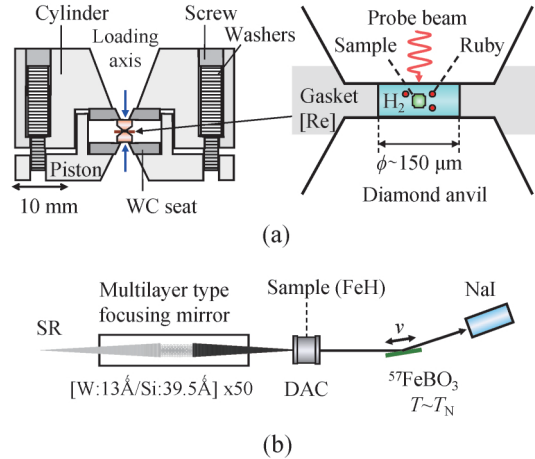 Cylinder
Loading
axis
Screw
Washers
Piston
WC seat
10 mm
Probe beam
Sample
Ruby
H₂
Gasket
[Re]
ϕ~150 μm
Diamond anvil
(a)
Multilayer type
focusing mirror
SR
[W:13Å/Si:39.5Å] x50
Sample (FeH)
DAC
v
NaI
⁵⁷FeBO₃
T~T_N
(b)